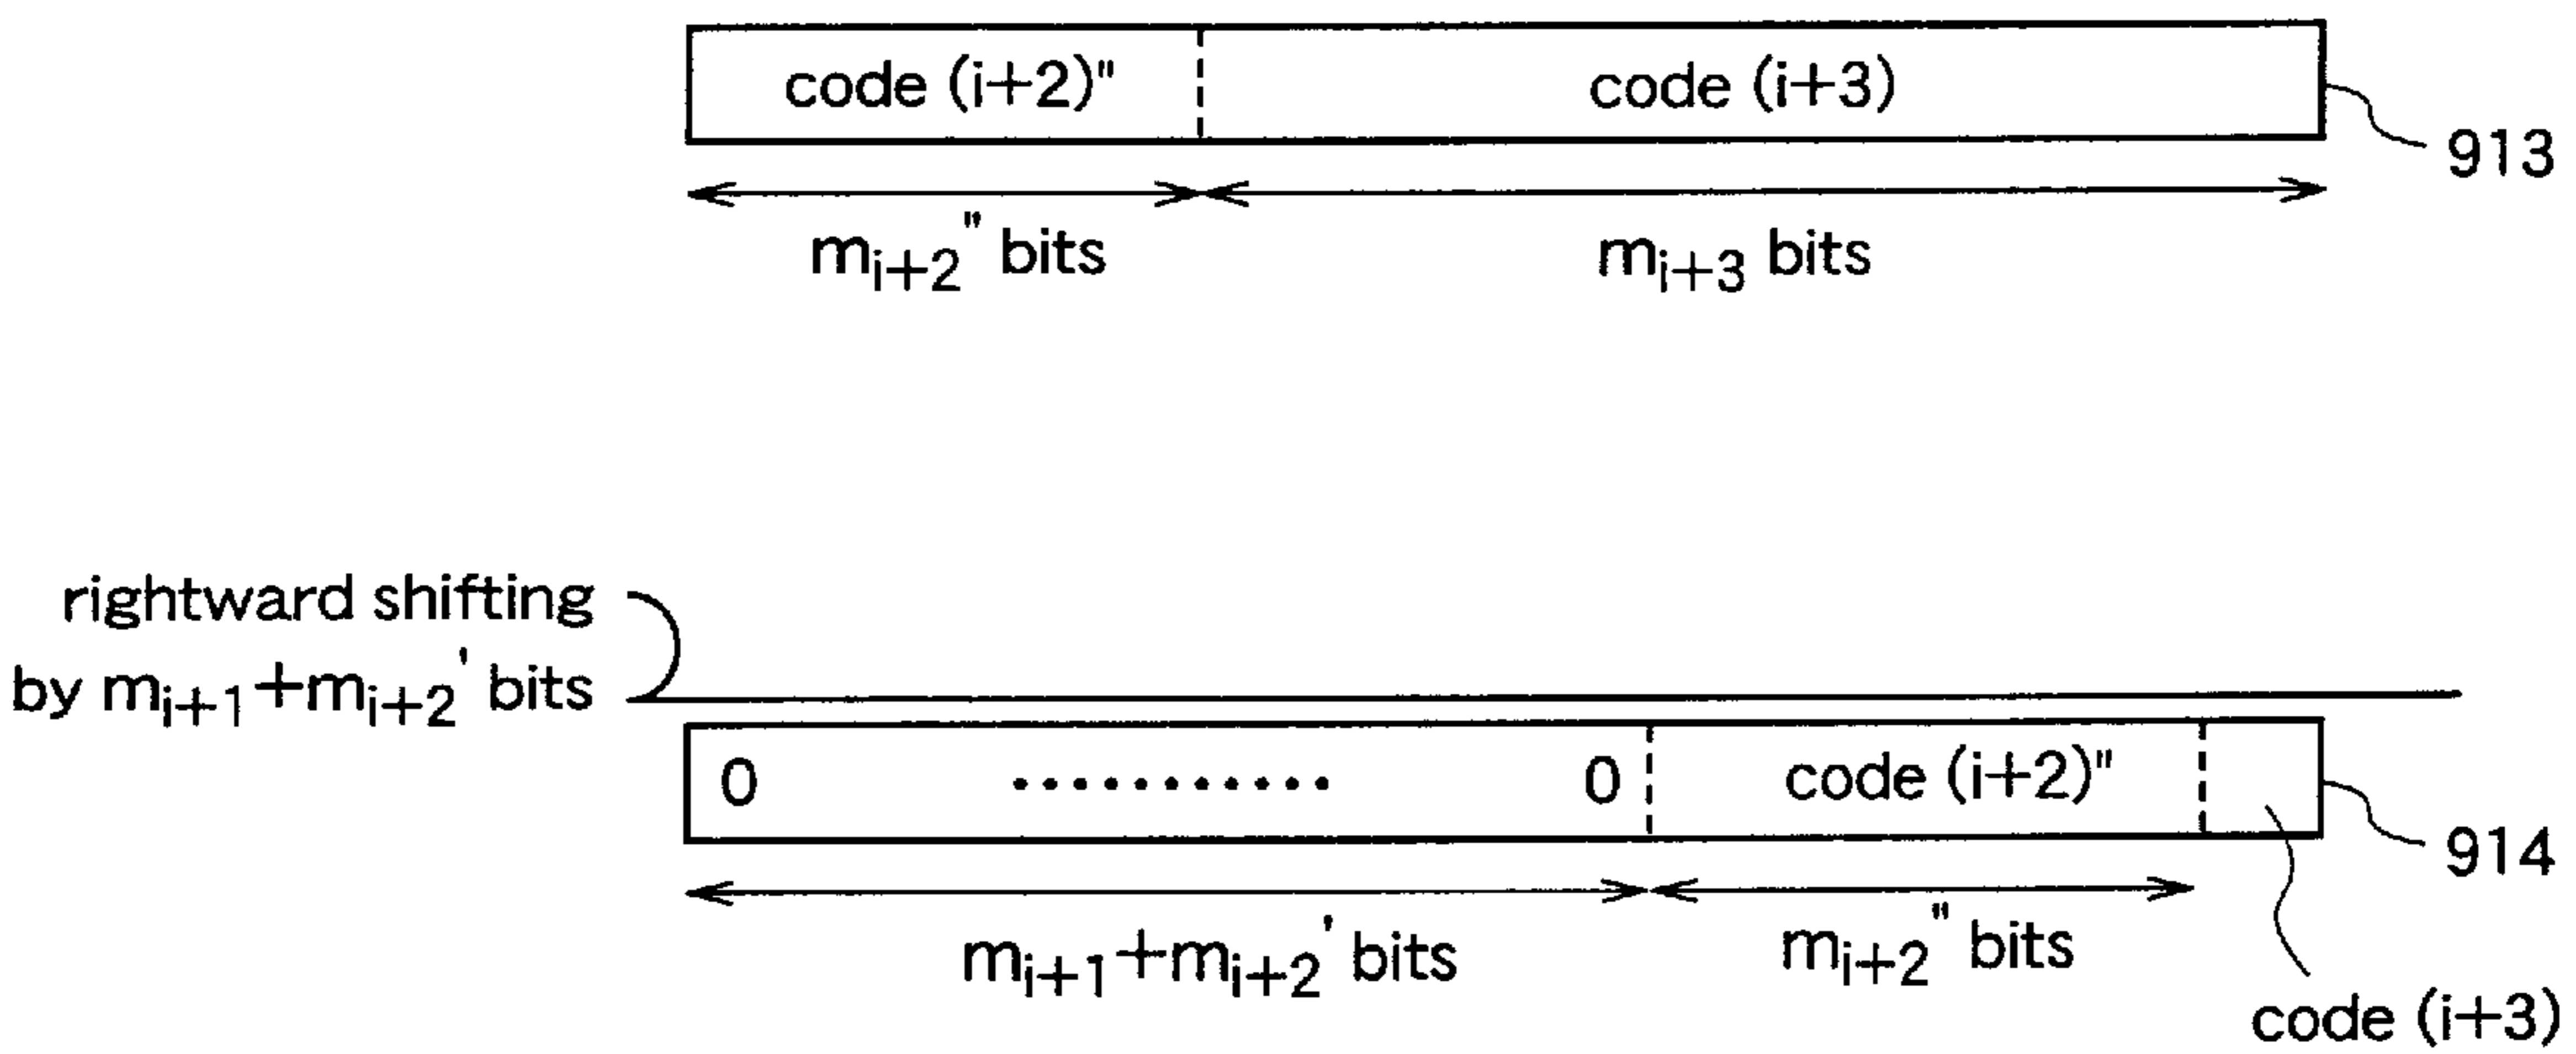 code (i+2)" code (i+3)
913
mi+2" bits mi+3 bits
rightward shifting
by mi+1+mi+2' bits
0 ........... 0 code (i+2)"
914
mi+1+mi+2' bits mi+2" bits
code (i+3)